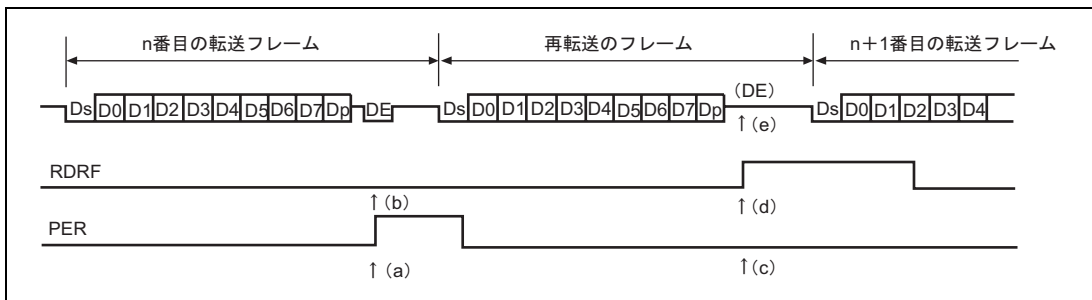 n番目の転送フレーム 再転送のフレーム n+1番目の転送フレーム
(DE)
Ds D0 D1 D2 D3 D4 D5 D6 D7 Dp DE Ds D0 D1 D2 D3 D4 D5 D6 D7 Dp Ds D0 D1 D2 D3 D4
↑(e)
RDRF
↑(b) ↑(d)
PER
↑(a) ↑(c)